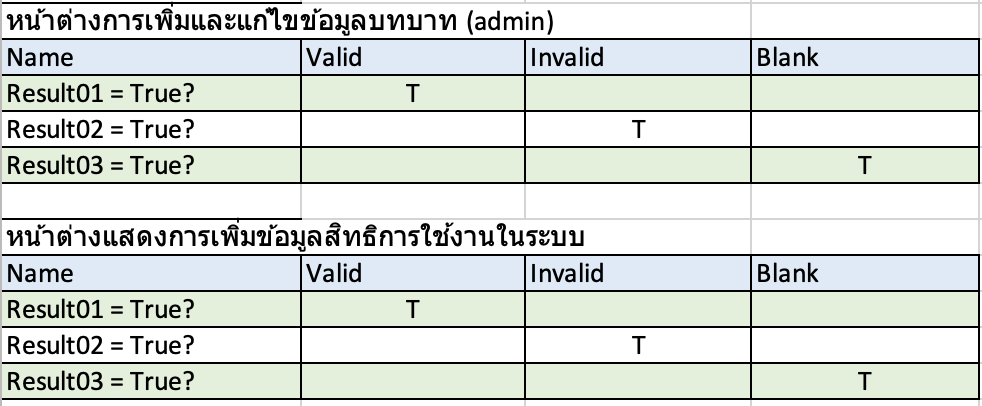 หน้าต่างการเพิ่มและแก้ไขข้อมูลบทบาท (admin)
Name Valid Invalid Blank
Result01 = True? T
Result02 = True? T
Result03 = True? T
หน้าต่างแสดงการเพิ่มข้อมูลสิทธิการใช้งานในระบบ
Name Valid Invalid Blank
Result01 = True? T
Result02 = True? T
Result03 = True? T